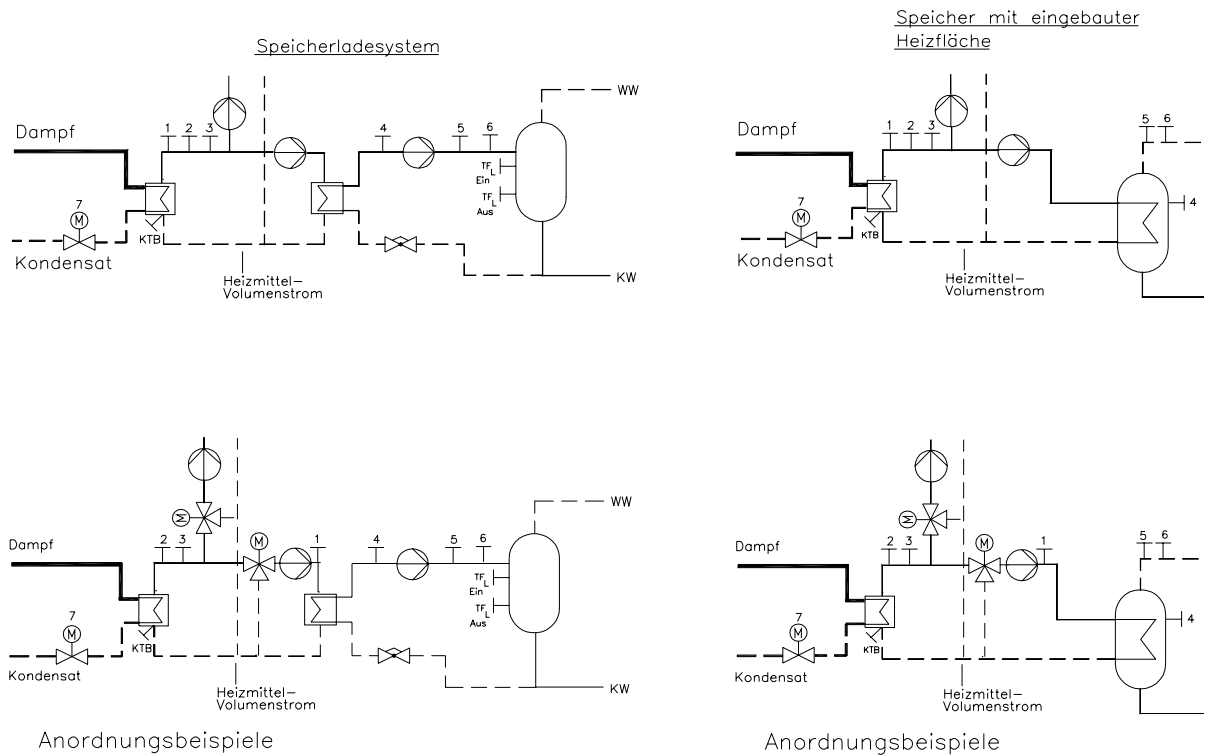 Speicherladesystem
WW
Dampf
1 2 3
4
5 6
TF L
Ein
TF L
Aus
7
M
KTB
Kondensat
Heizmittel–
Volumenstrom
KW
Speicher mit eingebauter
Heizfläche
Dampf
1 2 3
5 6
4
7
M
KTB
Kondensat
Heizmittel–
Volumenstrom
WW
M
Dampf
2 3
M
1
4
5 6
TF L
Ein
TF L
Aus
7
M
KTB
Kondensat
Heizmittel–
Volumenstrom
KW
Anordnungsbeispiele
M
Dampf
2 3
M
1
5 6
4
7
M
KTB
Kondensat
Heizmittel–
Volumenstrom
Anordnungsbeispiele